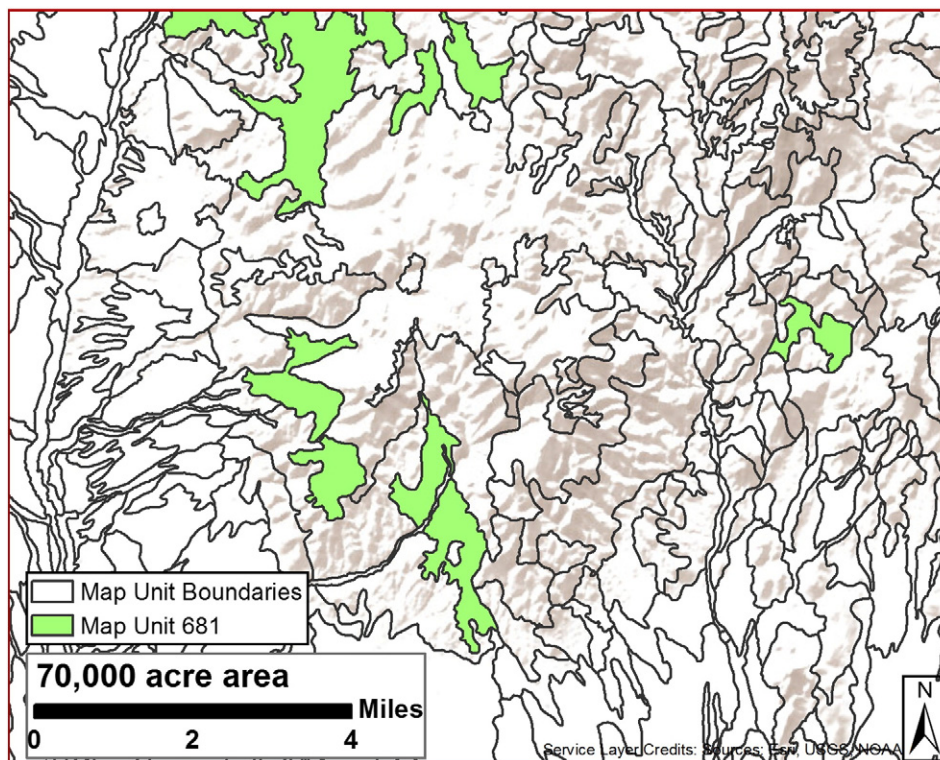 Map Unit Boundaries
Map Unit 681
70,000 acre area
Miles
0 2 4
N
Service Layer Credits: Sources: Esri, USGS, NOAA